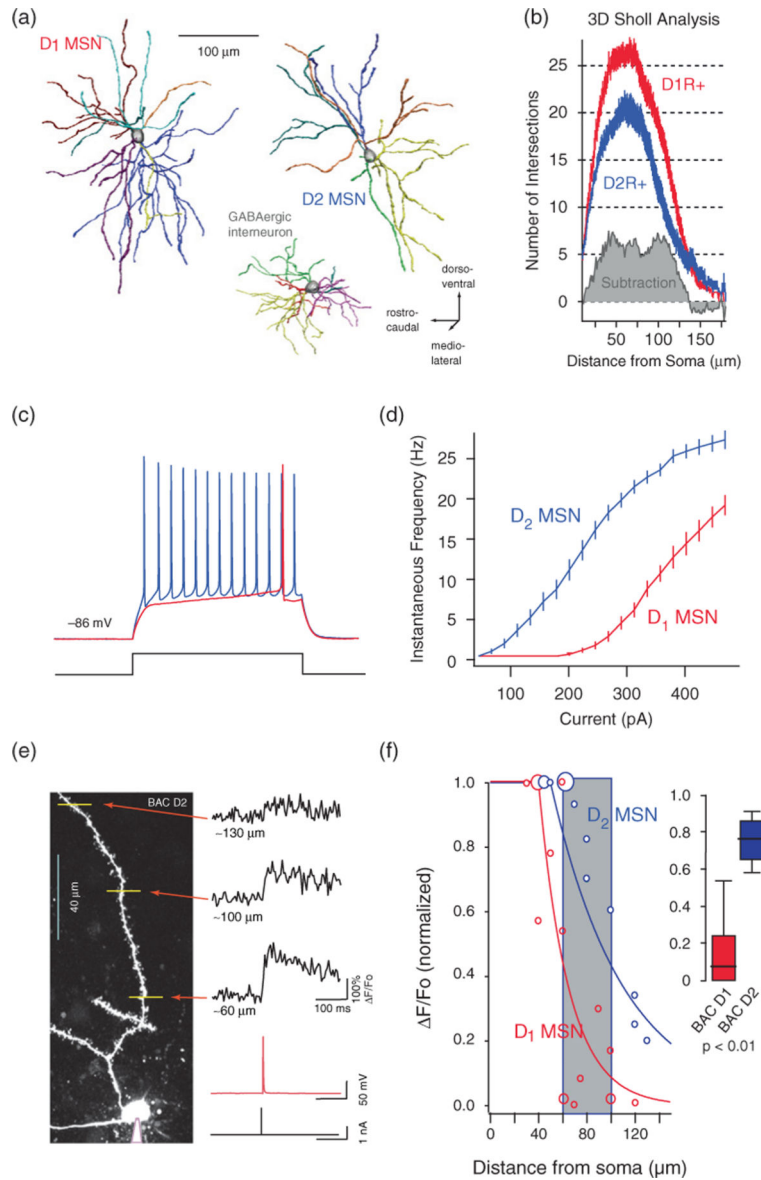 (a)
D1 MSN
100 µm
D2 MSN
GABAergic
interneuron
dorso-
ventral
rostro-
caudal
medio-
lateral
(b)
3D Sholl Analysis
Number of Intersections
25
20
15
10
5
0
D1R+
D2R+
Subtraction
50
75
100
150
Distance from Soma (µm)
(c)
−86 mV
(d)
Instantaneous Frequency (Hz)
25
20
15
10
5
0
D2 MSN
D1 MSN
100
200
300
400
Current (pA)
(e)
BAC D2
40 µm
~130 µm
~100 µm
~60 µm
100%
ΔF/Fo
100 ms
50 mV
1 nA
(f)
ΔF/Fo (normalized)
1.0
0.8
0.6
0.4
0.2
0.0
D2 MSN
D1 MSN
0
40
80
120
Distance from soma (µm)
1.0
0.8
0.6
0.4
0.2
0
BAC D1
BAC D2
p < 0.01